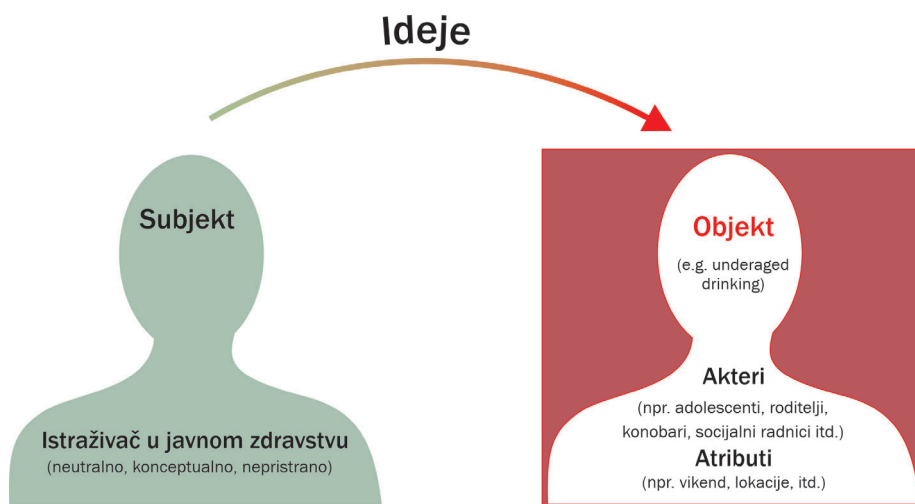 Ideje
Subjekt
Istraživač u javnom zdravstvu
(neutralno, konceptualno, nepristrano)
Objekt
(e.g. underaged
drinking)
Akteri
(npr. adolescenti, roditelji,
konobari, socijalni radnici itd.)
Atributi
(npr. vikend, lokacije, itd.)